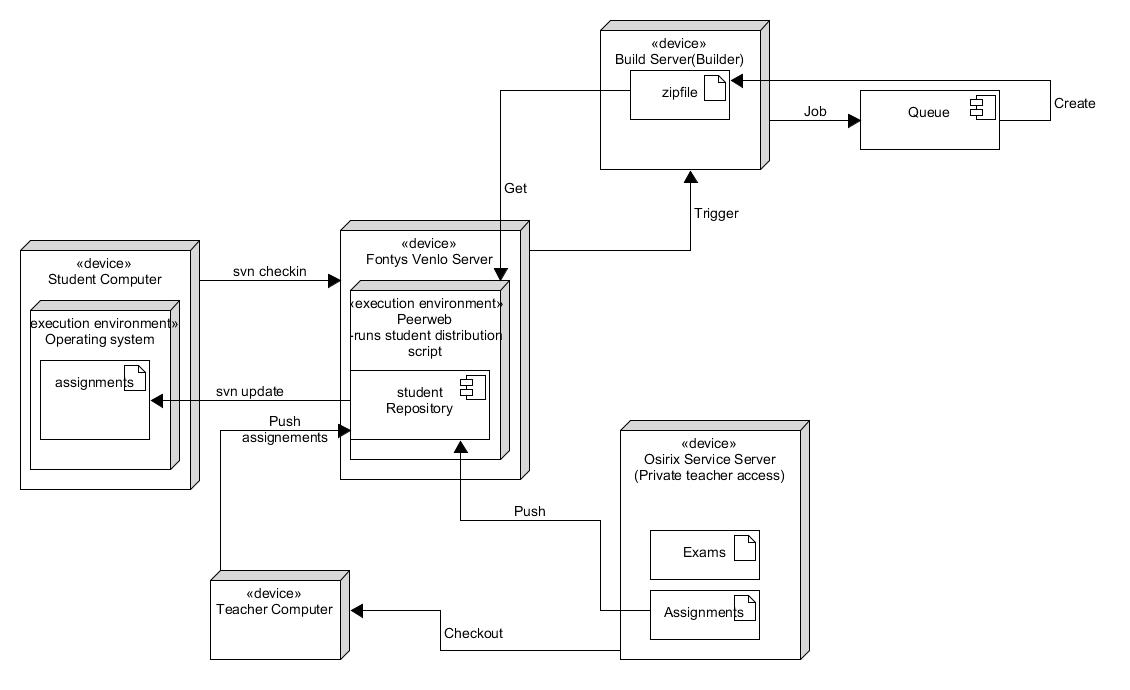 «device»
Build Server(Builder)
zipfile
Job
Queue
Create
Get
Trigger
«device»
Fontys Venlo Server
«execution environment»
Peerweb
-runs student distribution
script
student
Repository
«device»
Student Computer
execution environment»
Operating system
assignments
svn checkin
svn update
Push
assignements
«device»
Osirix Service Server
(Private teacher access)
Exams
Assignments
Push
«device»
Teacher Computer
Checkout